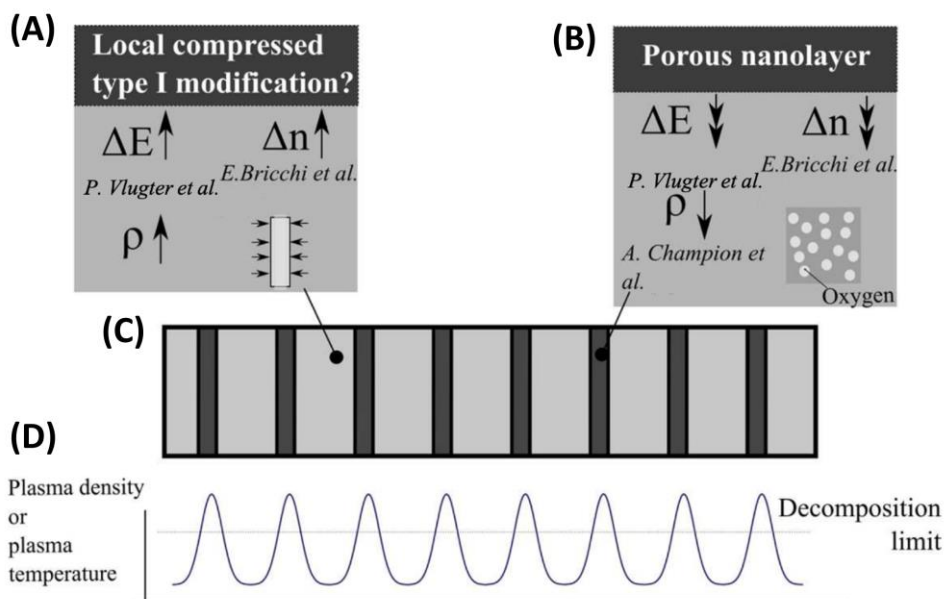 (A)
Local compressed
type I modification?
ΔE
Δn
P. Vlugter et al.
E.Bricchi et al.
ρ
(B)
Porous nanolayer
ΔE
Δn
P. Vlugter et al.
E.Bricchi et al.
ρ
A. Champion et
al.
Oxygen
(C)
(D)
Plasma density
or
plasma
temperature
Decomposition
limit